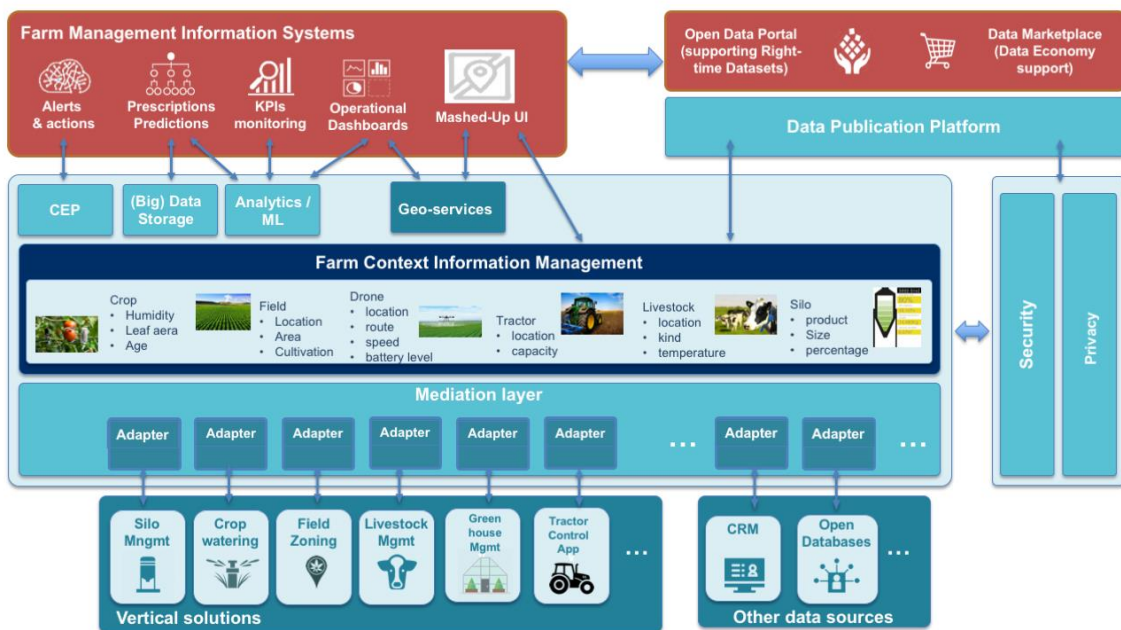 Farm Management Information Systems
Alerts
& actions
Prescriptions
Predictions
KPIs
monitoring
Operational
Dashboards
Mashed-Up UI
Open Data Portal
(supporting Right-
time Datasets)
Data Marketplace
(Data Economy
support)
Data Publication Platform
CEP
(Big) Data
Storage
Analytics /
ML
Geo-services
Farm Context Information Management
Crop
• Humidity
• Leaf aera
• Age
Field
• Location
• Area
• Cultivation
Drone
• location
• route
• speed
• battery level
Tractor
• location
• capacity
Livestock
• location
• kind
• temperature
Silo
• product
• Size
• percentage
Security
Privacy
Mediation layer
Adapter
Adapter
Adapter
Adapter
Adapter
Adapter
...
Adapter
Adapter
...
Silo
Mngmt
Crop
watering
Field
Zoning
Livestock
Mgmt
Green
house
Mgmt
Tractor
Control
App
...
Vertical solutions
CRM
Open
Databases
...
Other data sources